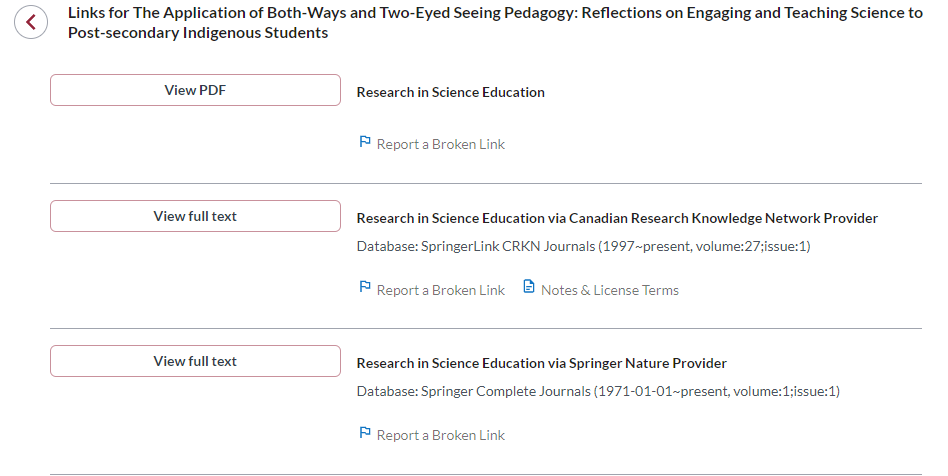 Links for The Application of Both-Ways and Two-Eyed Seeing Pedagogy: Reflections on Engaging and Teaching Science to
Post-secondary Indigenous Students
View PDF
Research in Science Education
Report a Broken Link
View full text
Research in Science Education via Canadian Research Knowledge Network Provider
Database: SpringerLink CRKN Journals (1997~present, volume:27;issue:1)
Report a Broken Link
Notes & License Terms
View full text
Research in Science Education via Springer Nature Provider
Database: Springer Complete Journals (1971-01-01~present, volume:1;issue:1)
Report a Broken Link